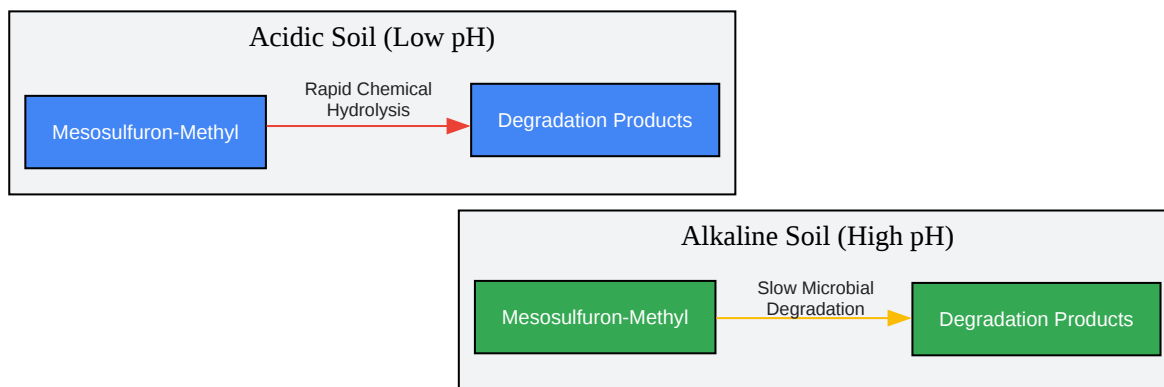 Acidic Soil (Low pH)
Rapid Chemical
Hydrolysis
Mesosulfuron-Methyl
Degradation Products
Alkaline Soil (High pH)
Slow Microbial
Degradation
Mesosulfuron-Methyl
Degradation Products